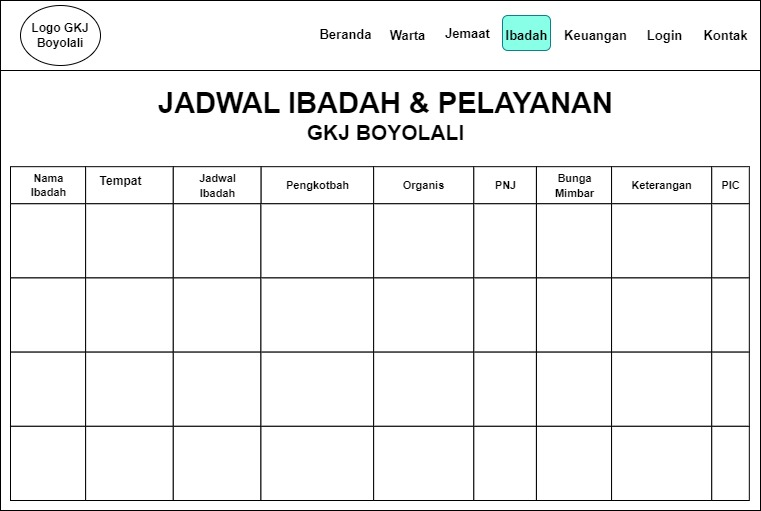 Logo GKJ
Boyolali
Beranda Warta Jemaat Ibadah Keuangan Login Kontak
JADWAL IBADAH & PELAYANAN
GKJ BOYOLALI
Nama Ibadah Tempat Jadwal Ibadah Pengkotbah Organis PNJ Bunga Mimbar Keterangan PIC